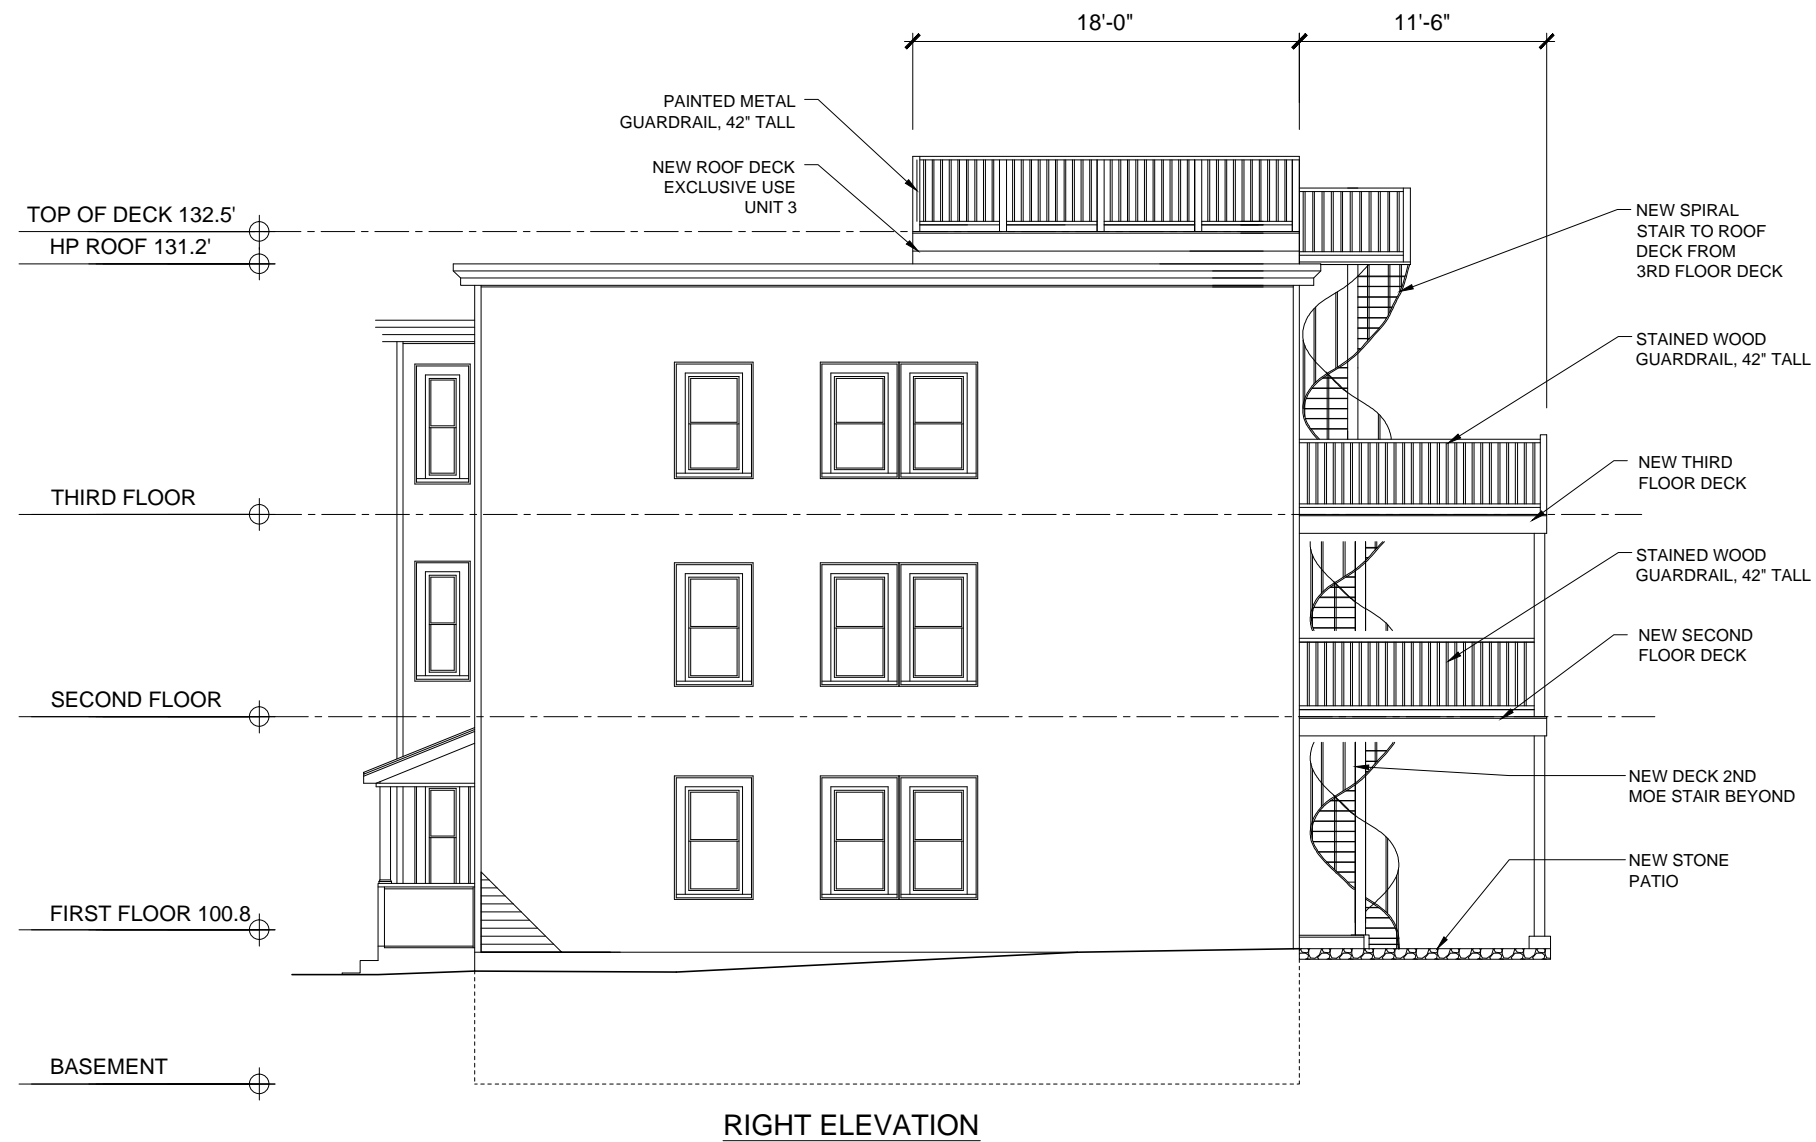 18'-0"
11'-6"
PAINTED METAL
GUARDRAIL, 42" TALL
NEW ROOF DECK
EXCLUSIVE USE
UNIT 3
TOP OF DECK 132.5'
HP ROOF 131.2'
NEW SPIRAL
STAIR TO ROOF
DECK FROM
3RD FLOOR DECK
STAINED WOOD
GUARDRAIL, 42" TALL
NEW THIRD
FLOOR DECK
THIRD FLOOR
STAINED WOOD
GUARDRAIL, 42" TALL
NEW SECOND
FLOOR DECK
SECOND FLOOR
NEW DECK 2ND
MOE STAIR BEYOND
NEW STONE
PATIO
FIRST FLOOR 100.8
BASEMENT
RIGHT ELEVATION